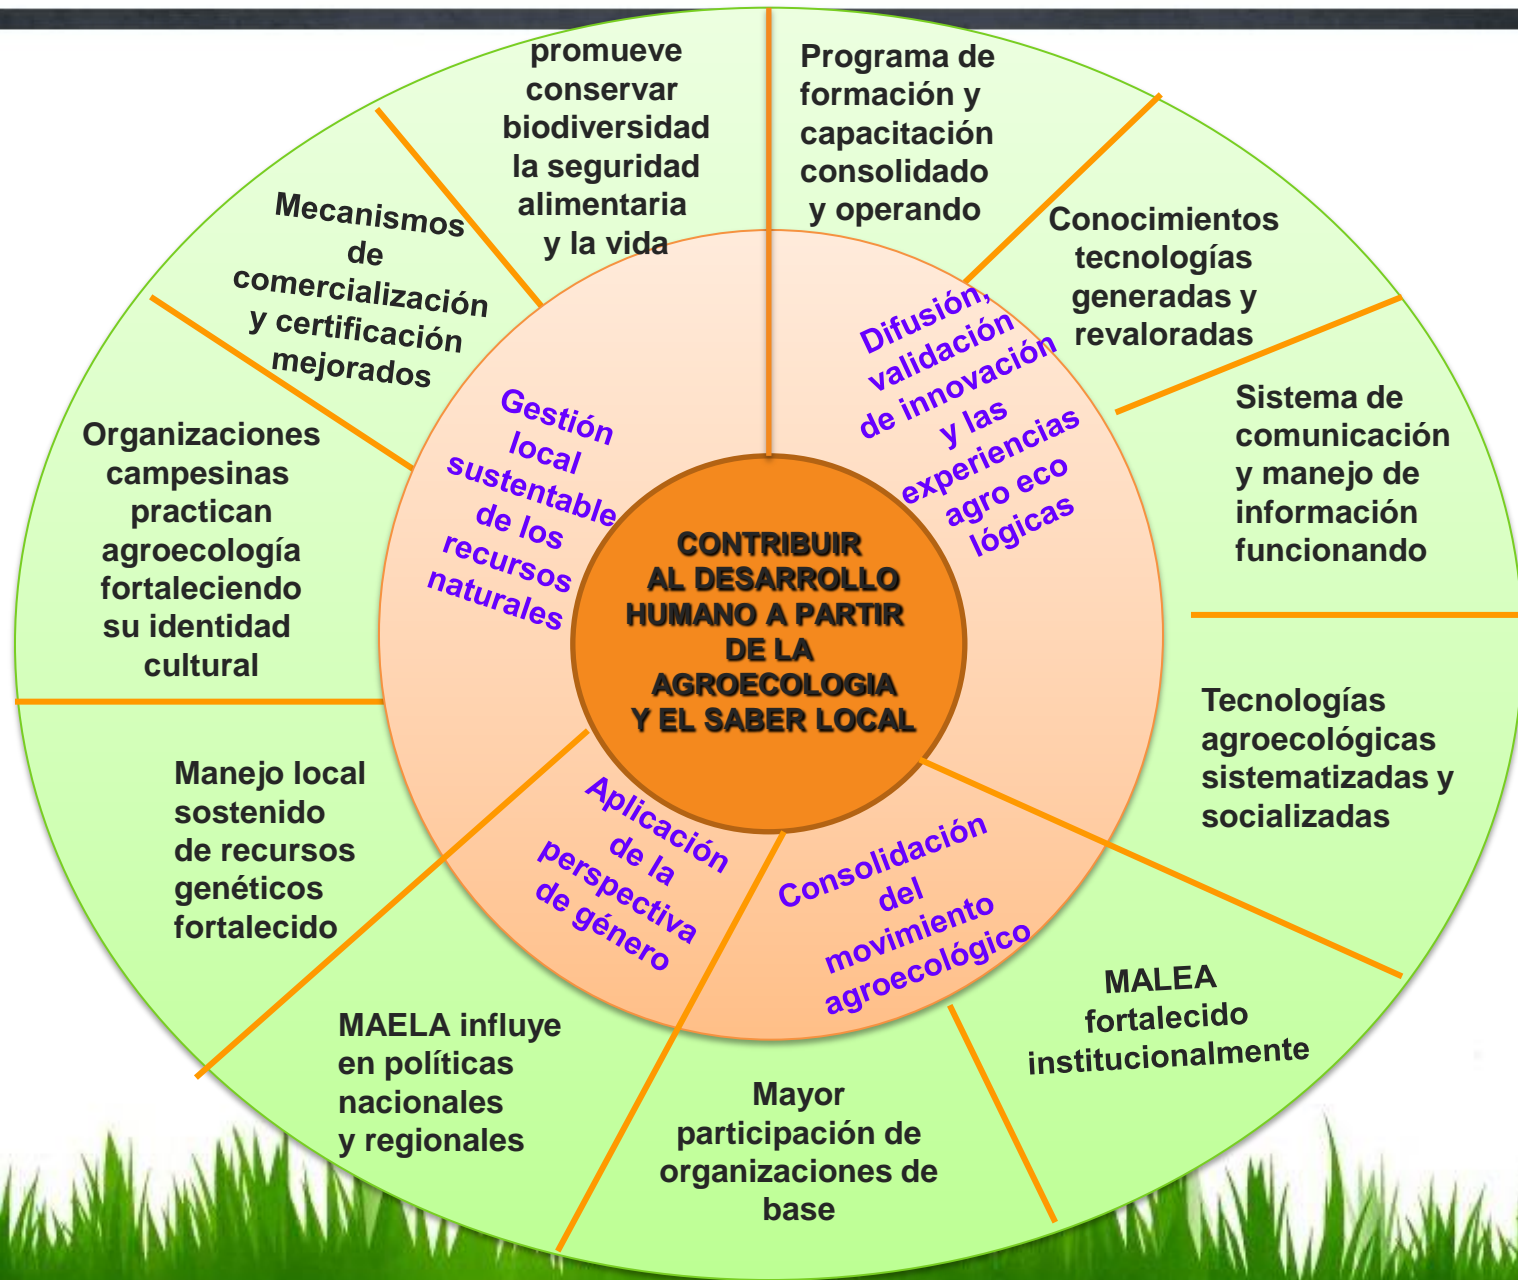 promueve
conservar
biodiversidad
la seguridad
alimentaria
y la vida
Programa de
formación y
capacitación
consolidado
y operando
Conocimientos
tecnologías
generadas y
revaloradas
Sistema de
comunicación
y manejo de
información
funcionando
Tecnologías
agroecológicas
sistematizadas y
socializadas
MALEA
fortalecido
institucionalmente
Mayor
participación de
organizaciones de
base
MAELA influye
en políticas
nacionales
y regionales
Manejo local
sostenido
de recursos
genéticos
fortalecido
Organizaciones
campesinas
practican
agroecología
fortaleciendo
su identidad
cultural
Mecanismos
de
comercialización
y certificación
mejorados
Difusión,
validación
de innovación
y las
experiencias
agro eco
lógicas
Consolidación
del
movimiento
agroecológico
Aplicación
de la
perspectiva
de género
Gestión
local
sustentable
de los
recursos
naturales
CONTRIBUIR
AL DESARROLLO
HUMANO A PARTIR
DE LA
AGROECOLOGIA
Y EL SABER LOCAL